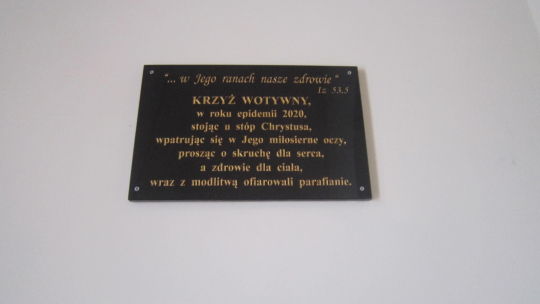 "... w Jego ranach nasze zdrowie"
Iz 53.5
KRZYŻ WOTYWNY,
w roku epidemii 2020,
stojąc u stóp Chrystusa,
wpatrując się w Jego miłosierne oczy,
prosząc o skruchę dla serca,
a zdrowie dla ciała,
wraz z modlitwą ofiarowali parafianie.